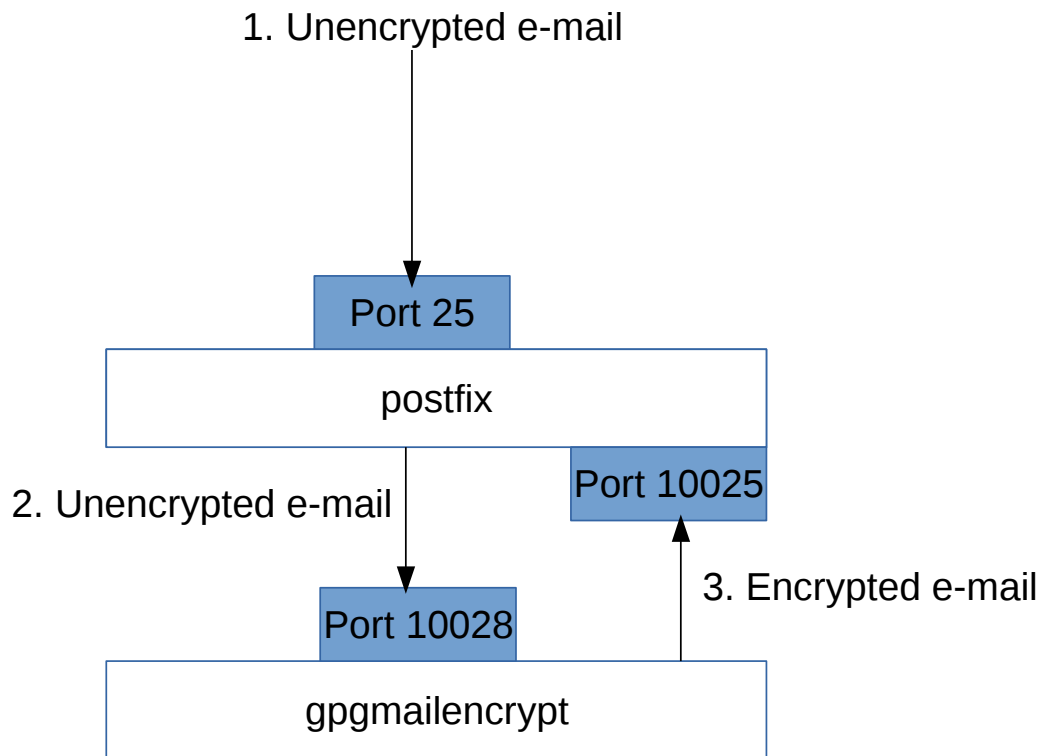 1. Unencrypted e-mail
Port 25
postfix
Port 10025
2. Unencrypted e-mail
3. Encrypted e-mail
Port 10028
gpgmailencrypt